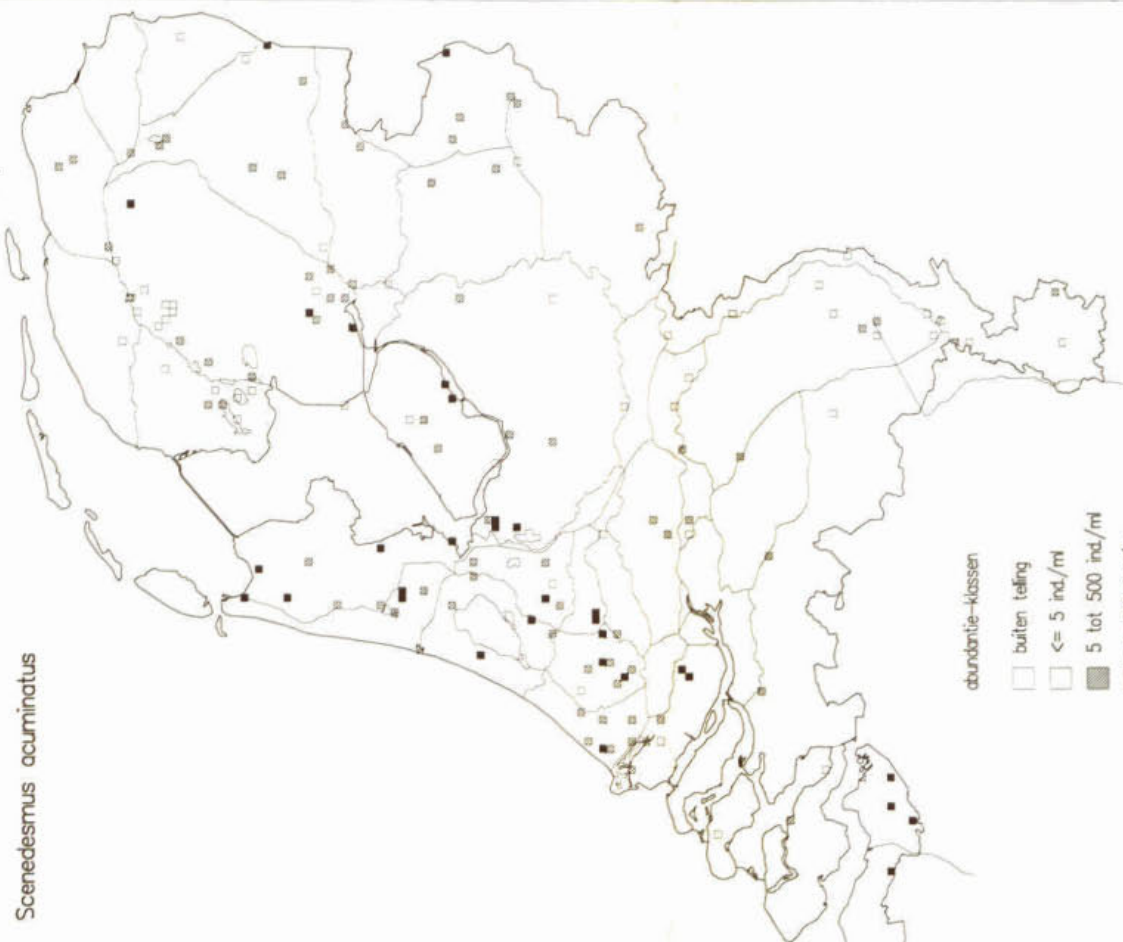 Scenedesmus acuminatus
abundantie-klassen
buiten telling
<= 5 ind./ml
5 tot 500 ind/ml